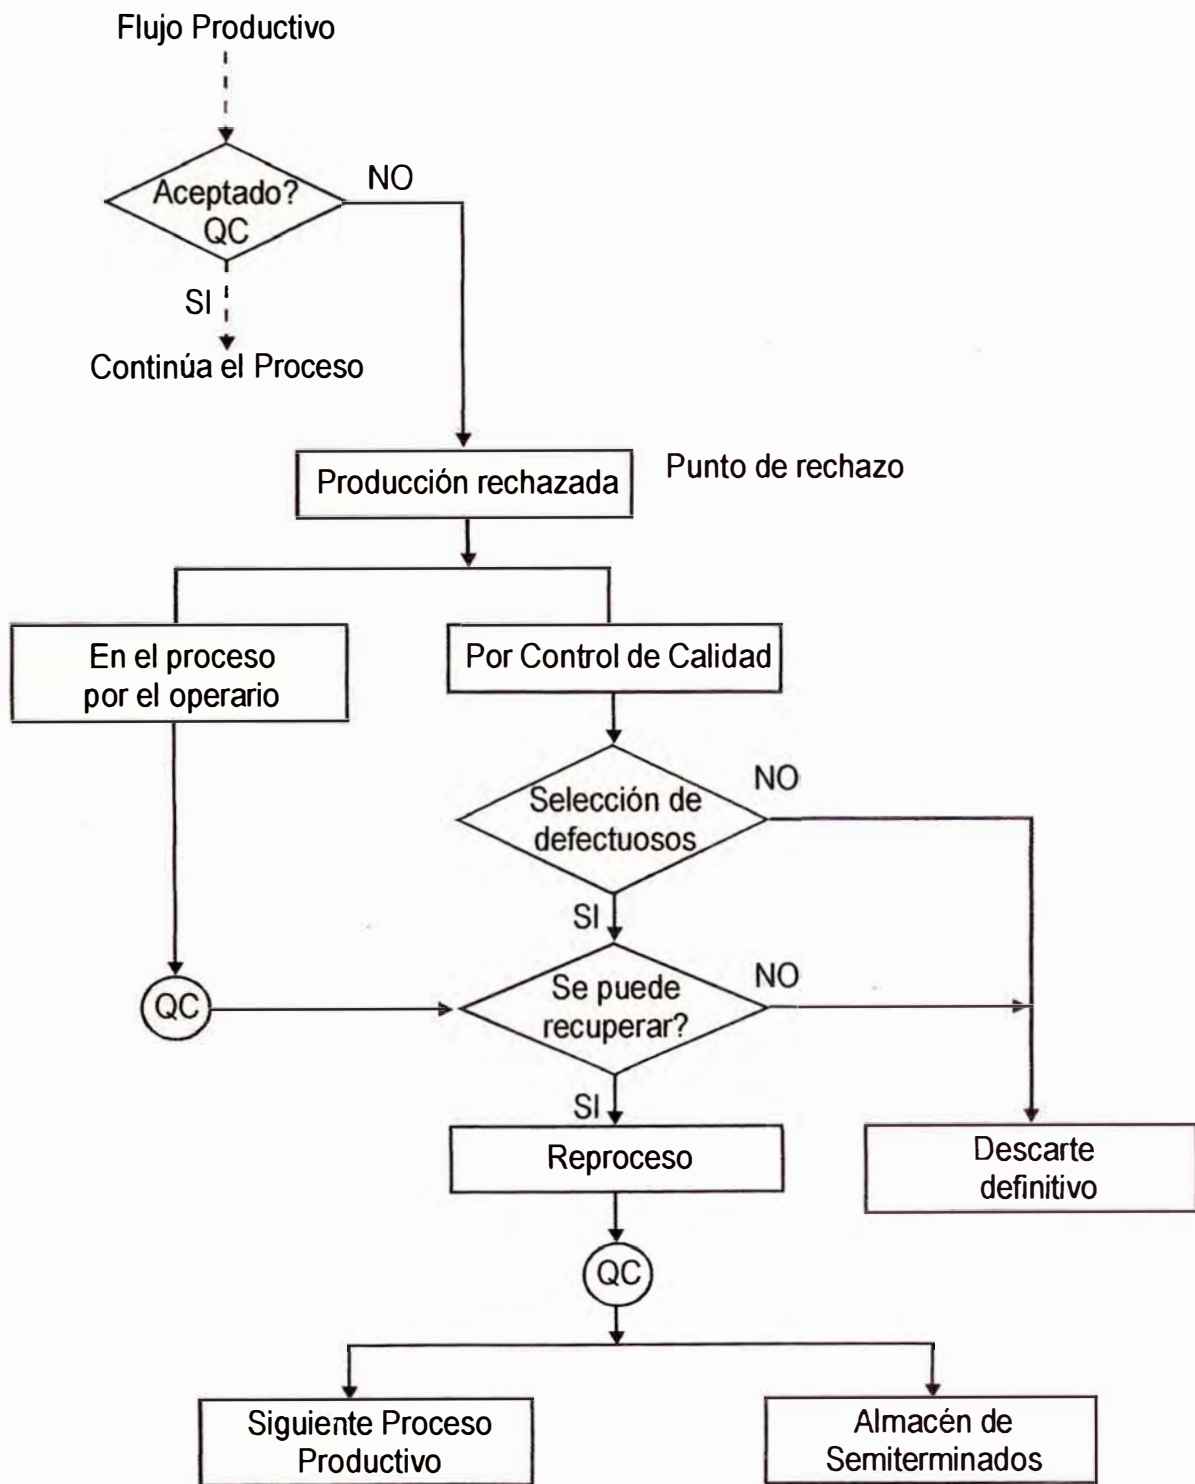 Flujo Productivo
Aceptado?
QC
NO
SI
Continúa el Proceso
Producción rechazada
Punto de rechazo
En el proceso
por el operario
Por Control de Calidad
Selección de
defectuosos
NO
SI
QC
Se puede
recuperar?
NO
SI
Reproceso
Descarte
definitivo
QC
Siguiente Proceso
Productivo
Almacén de
Semiterminados